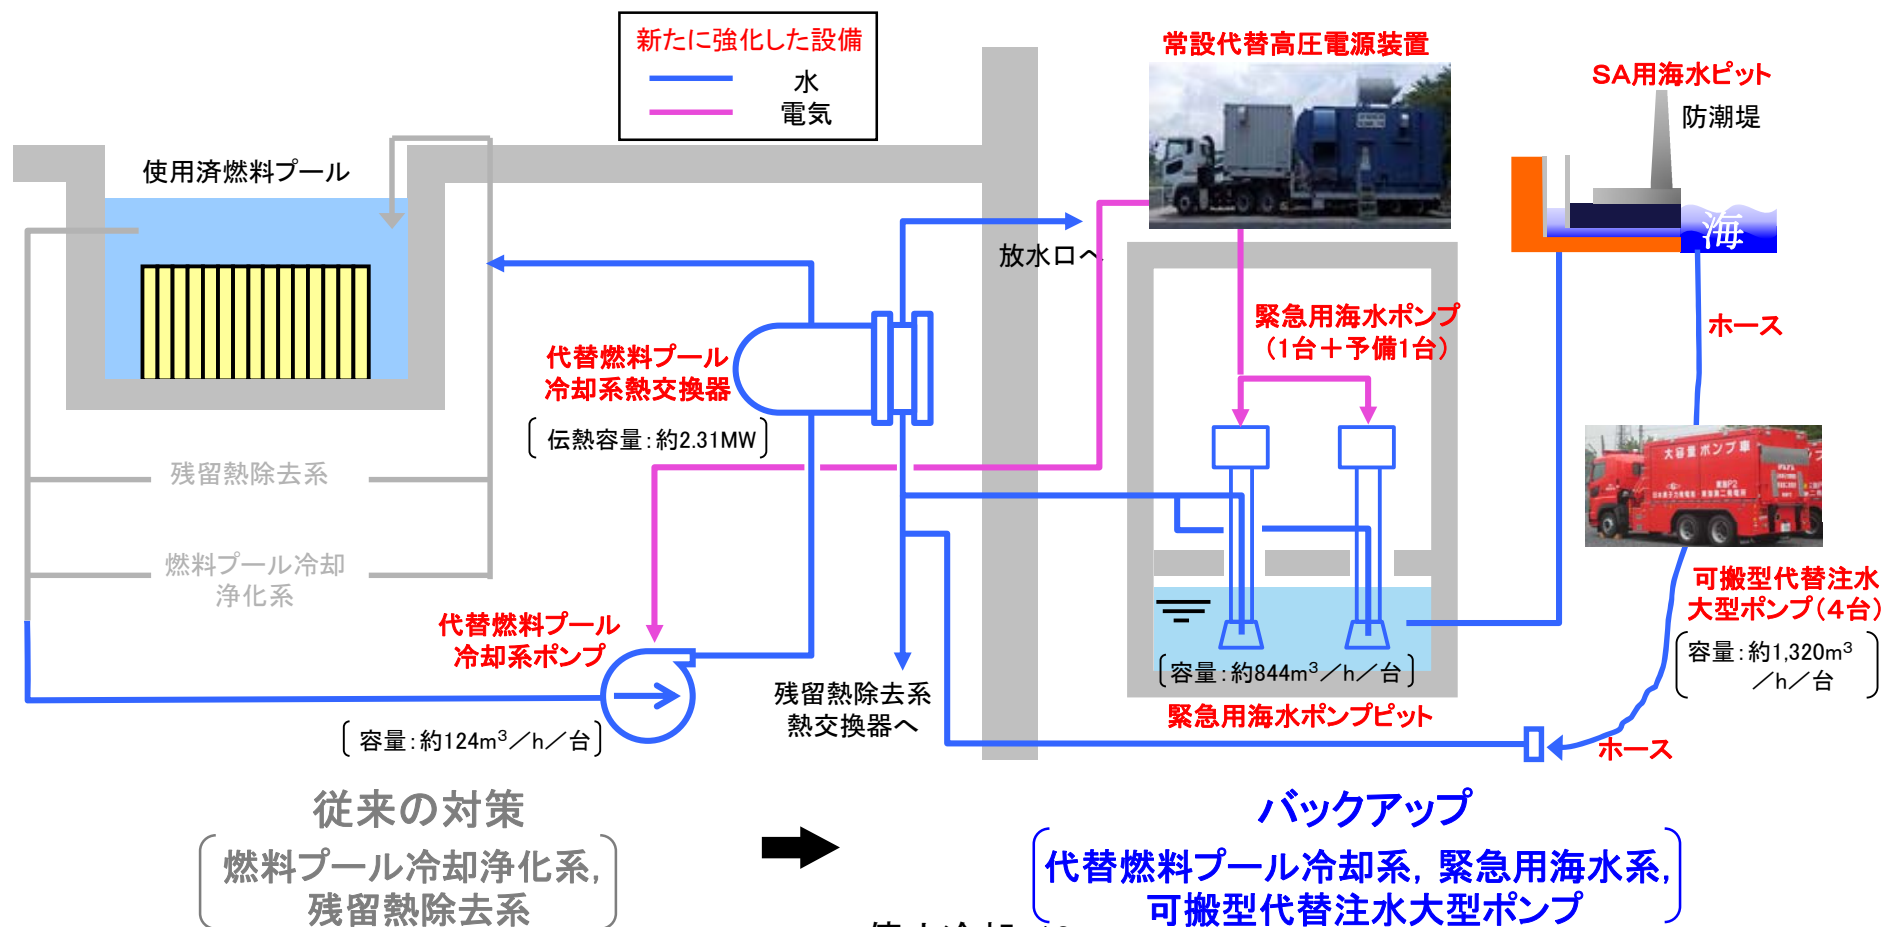 新たに強化した設備
水
電気
常設代替高圧電源装置
SA用海水ピット
防潮堤
使用済燃料プール
海
放水口へ
緊急用海水ポンプ
(1台+予備1台)
ホース
代替燃料プール
冷却系熱交換器
伝熱容量:約2.31MW
大容量ポンプ車
残留熱除去系
燃料プール冷却
浄化系
可搬型代替注水
大型ポンプ(4台)
容量:約1,320m³
/h/台
代替燃料プール
冷却系ポンプ
容量:約844m³/h/台
残留熱除去系
熱交換器へ
緊急用海水ポンプピット
容量:約124m³/h/台
ホース
従来の対策
燃料プール冷却浄化系,
残留熱除去系
バックアップ
代替燃料プール冷却系, 緊急用海水系,
可搬型代替注水大型ポンプ